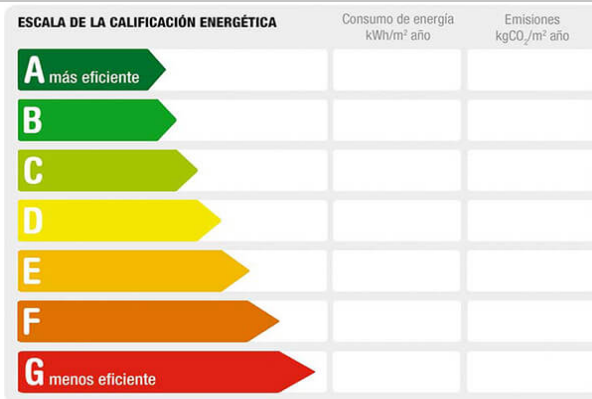 ESCALA DE LA CALIFICACIÓN ENERGÉTICA
Consumo de energía
kWh/m² año
Emisiones
kgCO₂/m² año
A más eficiente
B
C
D
E
F
G menos eficiente